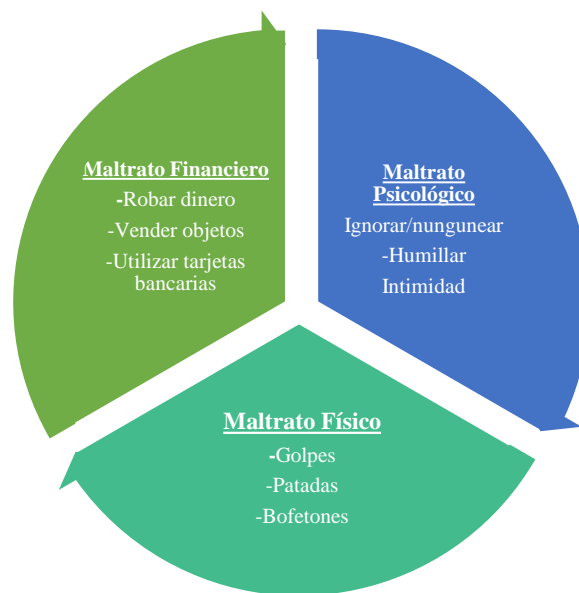 Maltrato Financiero
-Robar dinero
-Vender objetos
-Utilizar tarjetas
bancarias
Maltrato
Psicológico
Ignorar/nungunear
-Humillar
Intimidad
Maltrato Físico
-Golpes
-Patadas
-Bofetones